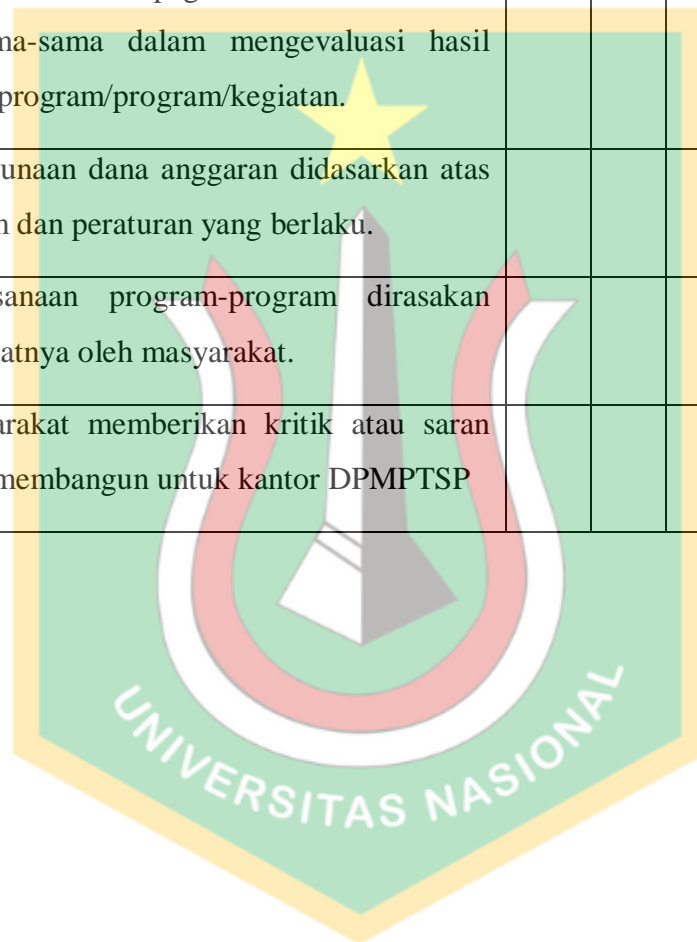 ma-sama dalam mengevaluasi hasil
program/program/kegiatan.
unaan dana anggaran didasarkan atas
n dan peraturan yang berlaku.
sanaan program-program dirasakan
atnya oleh masyarakat.
arakat memberikan kritik atau saran
membangun untuk kantor DPMPTSP
UNIVERSITAS NASIONAL